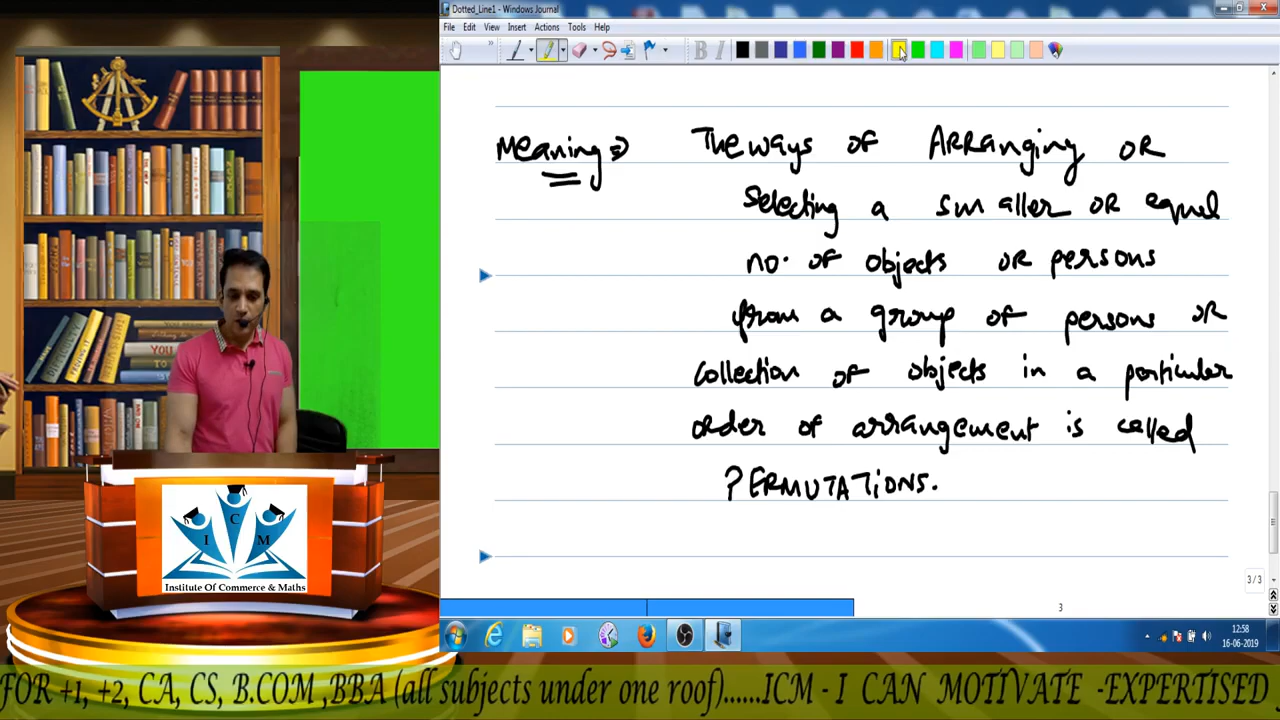 Dotted_Line1 - Windows Journal
File Edit View Insert Actions Tools Help
B I
Meaning ⇒ The ways of ARRanging OR
Selecting a smaller OR equal
no. of objects OR persons
from a group of persons OR
collection of objects in a particular
order of arrangement is called
PERMUTATIONS.
3/3
3
12:58
16-06-2019
I C M
Institute Of Commerce & Maths
FOR +1, +2, CA, CS, B.COM ,BBA (all subjects under one roof)......ICM - I CAN MOTIVATE -EXPERTISED